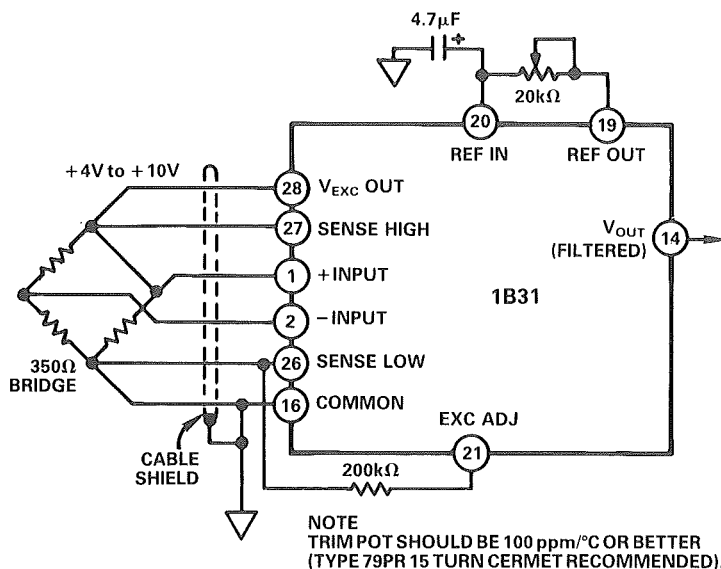 4.7μF
+
20kΩ
20
19
REF IN
REF OUT
+4V to +10V
28
VEXC OUT
27
SENSE HIGH
1
+INPUT
2
−INPUT
26
SENSE LOW
16
COMMON
VOUT
(FILTERED)
14
1B31
350Ω
BRIDGE
CABLE
SHIELD
EXC ADJ
21
200kΩ
NOTE
TRIM POT SHOULD BE 100 ppm/°C OR BETTER
(TYPE 79PR 15 TURN CERMET RECOMMENDED).